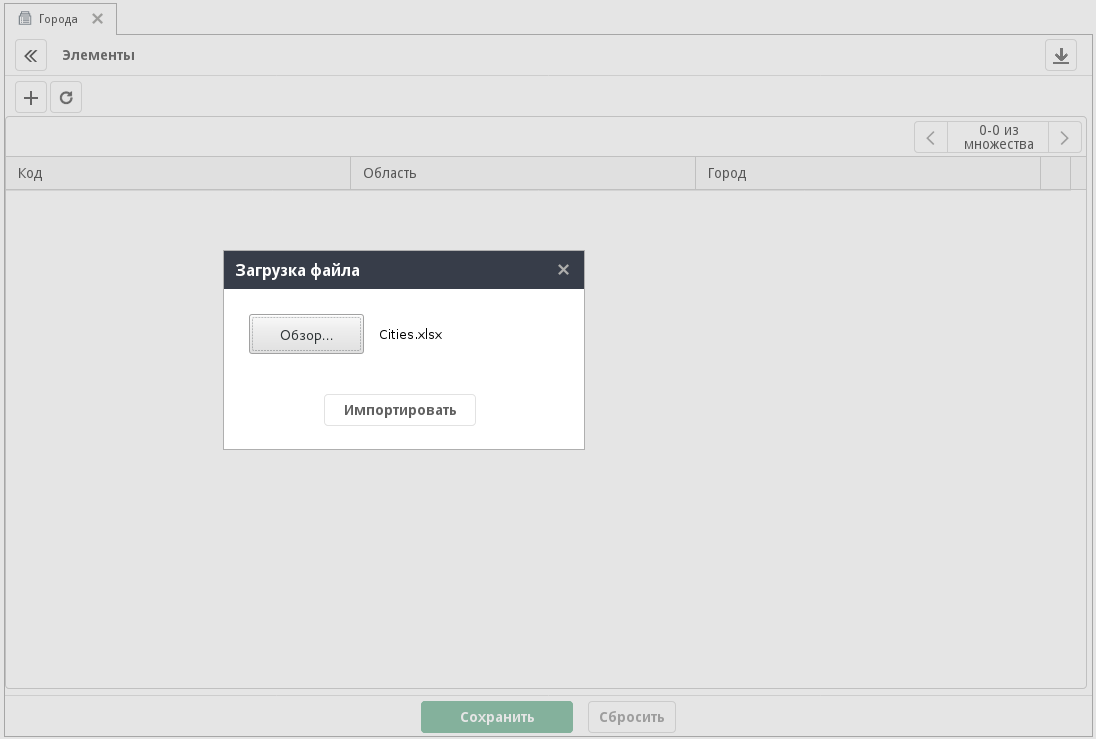 Города
Элементы
0-0 из
множества
Код Область Город
Загрузка файла
Обзор... Cities.xlsx
Импортировать
Сохранить Сбросить